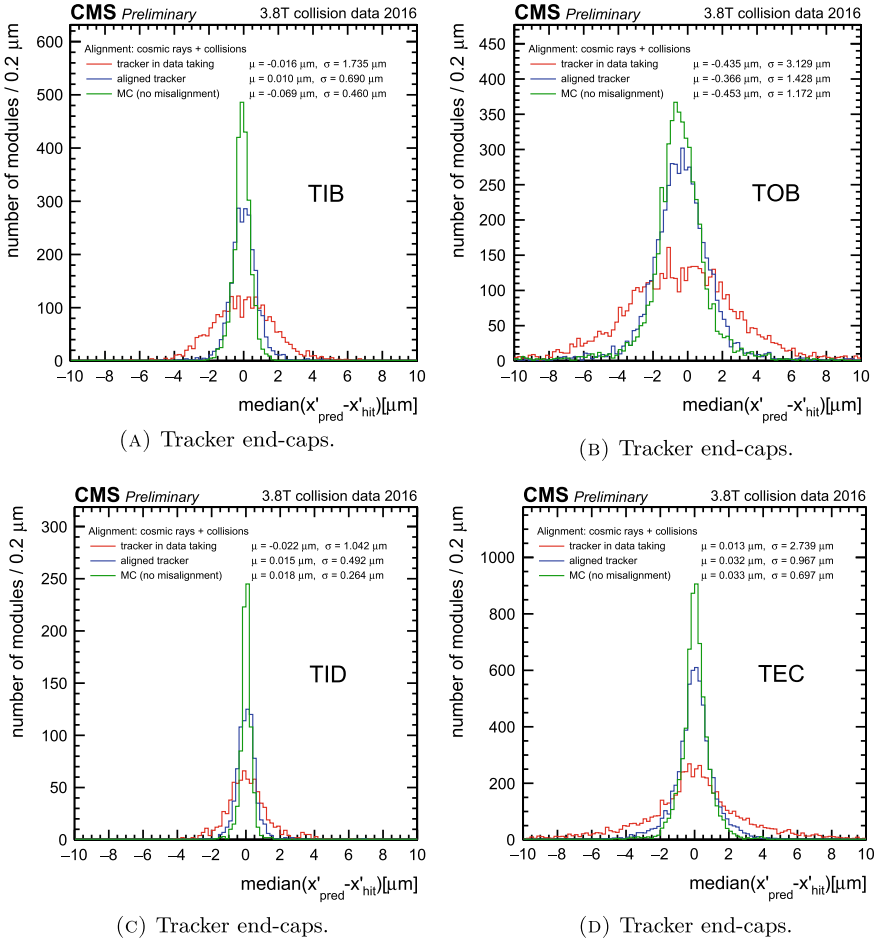 CMS Preliminary 3.8T collision data 2016
number of modules / 0.2 μm
Alignment: cosmic rays + collisions
tracker in data taking μ = -0.016 μm, σ = 1.735 μm
aligned tracker μ = 0.010 μm, σ = 0.690 μm
MC (no misalignment) μ = -0.069 μm, σ = 0.460 μm
TIB
600
500
400
300
200
100
0
−10 −8 −6 −4 −2 0 2 4 6 8 10
median(x'pred-x'hit)[μm]
(A) Tracker end-caps.
CMS Preliminary 3.8T collision data 2016
number of modules / 0.2 μm
Alignment: cosmic rays + collisions
tracker in data taking μ = -0.435 μm, σ = 3.129 μm
aligned tracker μ = -0.366 μm, σ = 1.428 μm
MC (no misalignment) μ = -0.453 μm, σ = 1.172 μm
TOB
450
400
350
300
250
200
150
100
50
0
−10 −8 −6 −4 −2 0 2 4 6 8 10
median(x'pred-x'hit)[μm]
(B) Tracker end-caps.
CMS Preliminary 3.8T collision data 2016
number of modules / 0.2 μm
Alignment: cosmic rays + collisions
tracker in data taking μ = -0.022 μm, σ = 1.042 μm
aligned tracker μ = 0.015 μm, σ = 0.492 μm
MC (no misalignment) μ = 0.018 μm, σ = 0.264 μm
TID
300
250
200
150
100
50
0
−10 −8 −6 −4 −2 0 2 4 6 8 10
median(x'pred-x'hit)[μm]
(C) Tracker end-caps.
CMS Preliminary 3.8T collision data 2016
number of modules / 0.2 μm
Alignment: cosmic rays + collisions
tracker in data taking μ = 0.013 μm, σ = 2.739 μm
aligned tracker μ = 0.032 μm, σ = 0.967 μm
MC (no misalignment) μ = 0.033 μm, σ = 0.697 μm
TEC
1000
800
600
400
200
0
−10 −8 −6 −4 −2 0 2 4 6 8 10
median(x'pred-x'hit)[μm]
(D) Tracker end-caps.